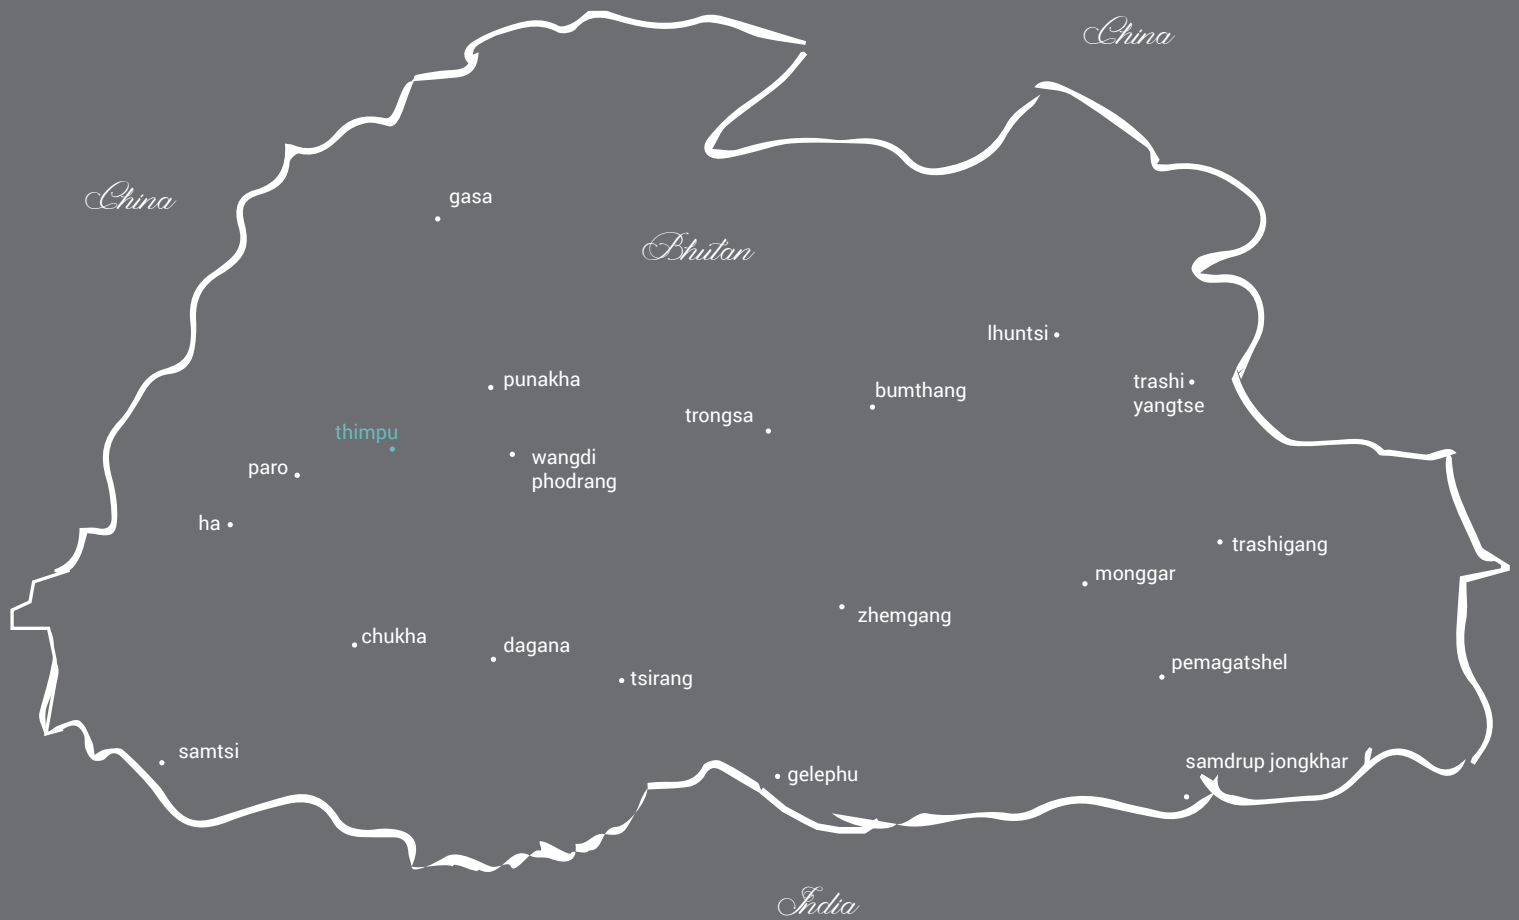 China
China
gasa
Bhutan
lhuntsi
punakha
trashi
yangtse
bumthang
trongsa
thimpu
wangdi
phodrang
paro
ha
trashigang
monggar
zhemgang
chukha
dagana
pemagatshel
tsirang
samtsi
samdrup jongkhar
gelephu
India